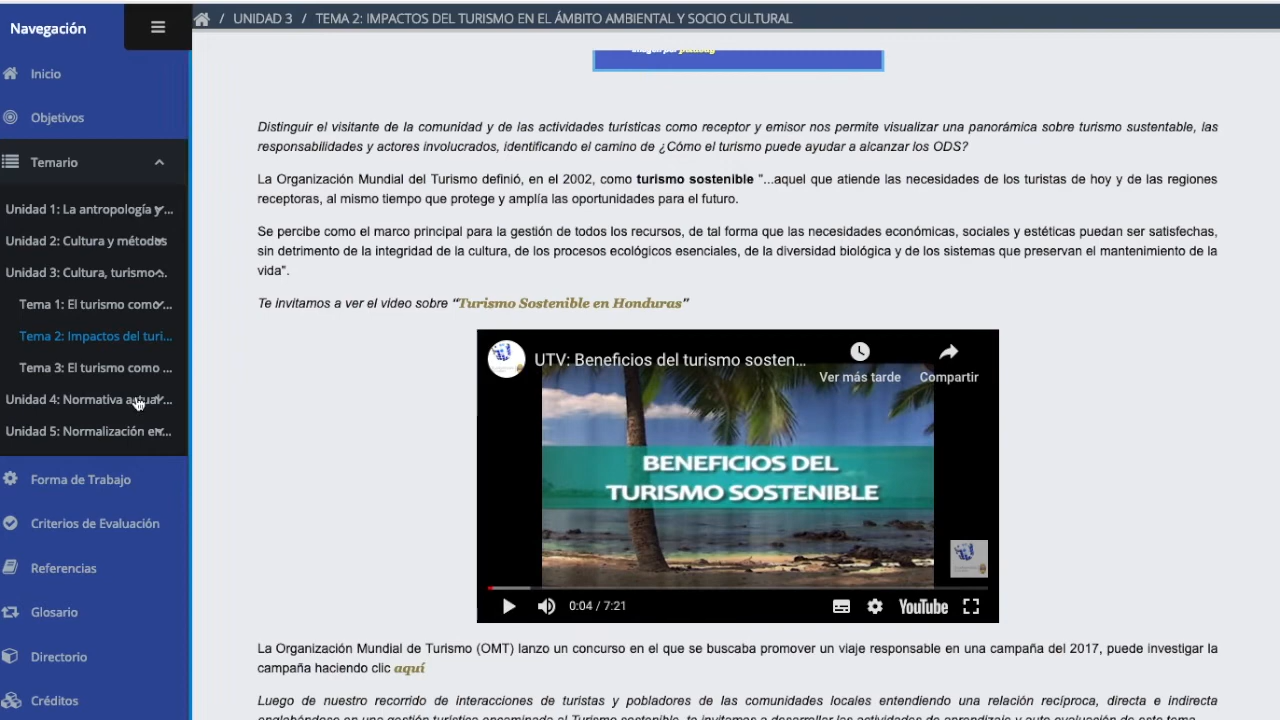 Navegación
/ UNIDAD 3 / TEMA 2: IMPACTOS DEL TURISMO EN EL ÁMBITO AMBIENTAL Y SOCIO CULTURAL
Inicio
Objetivos
Temario
Unidad 1: La antropología y ...
Unidad 2: Cultura y métodos
Unidad 3: Cultura, turismo...
Tema 1: El turismo como ...
Tema 2: Impactos del turi...
Tema 3: El turismo como ...
Unidad 4: Normativa actual ...
Unidad 5: Normalización en...
Forma de Trabajo
Criterios de Evaluación
Referencias
Glosario
Directorio
Créditos
Distinguir el visitante de la comunidad y de las actividades turísticas como receptor y emisor nos permite visualizar una panorámica sobre turismo sustentable, las
responsabilidades y actores involucrados, identificando el camino de ¿Cómo el turismo puede ayudar a alcanzar los ODS?
La Organización Mundial del Turismo definió, en el 2002, como turismo sostenible "...aquel que atiende las necesidades de los turistas de hoy y de las regiones
receptoras, al mismo tiempo que protege y amplía las oportunidades para el futuro.
Se percibe como el marco principal para la gestión de todos los recursos, de tal forma que las necesidades económicas, sociales y estéticas puedan ser satisfechas,
sin detrimento de la integridad de la cultura, de los procesos ecológicos esenciales, de la diversidad biológica y de los sistemas que preservan el mantenimiento de la
vida".
Te invitamos a ver el video sobre “Turismo Sostenible en Honduras”
UTV: Beneficios del turismo sosten...
Ver más tarde
Compartir
BENEFICIOS DEL
TURISMO SOSTENIBLE
0:04 / 7:21
YouTube
La Organización Mundial de Turismo (OMT) lanzo un concurso en el que se buscaba promover un viaje responsable en una campaña del 2017, puede investigar la
campaña haciendo clic aquí
Luego de nuestro recorrido de interacciones de turistas y pobladores de las comunidades locales entendiendo una relación recíproca, directa e indirecta